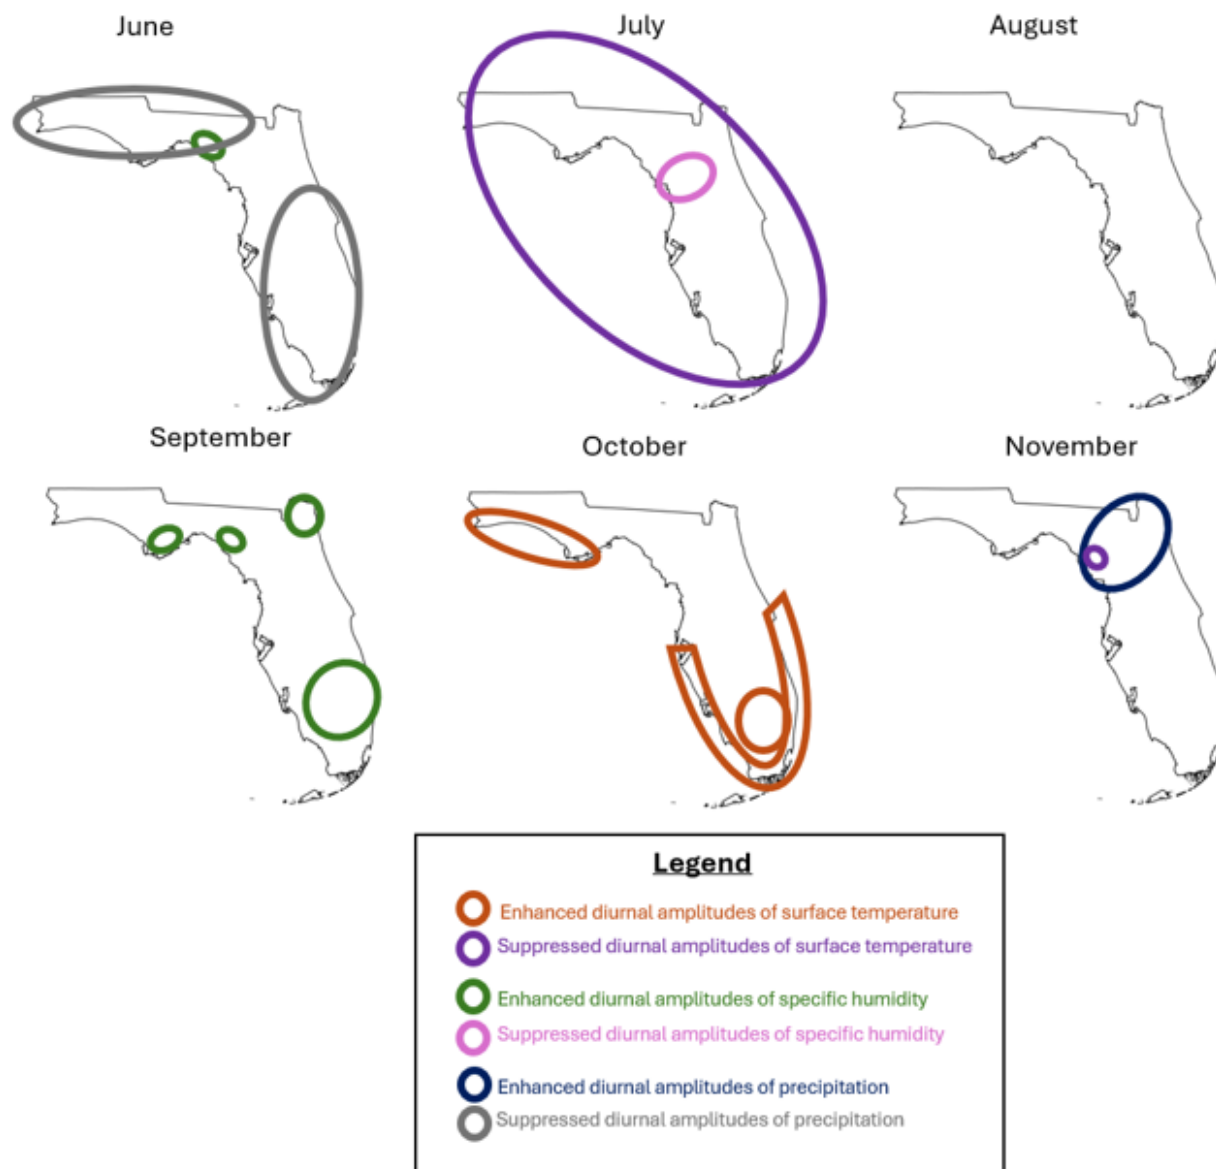 June
July
August
September
October
November
Legend
Enhanced diurnal amplitudes of surface temperature
Suppressed diurnal amplitudes of surface temperature
Enhanced diurnal amplitudes of specific humidity
Suppressed diurnal amplitudes of specific humidity
Enhanced diurnal amplitudes of precipitation
Suppressed diurnal amplitudes of precipitation